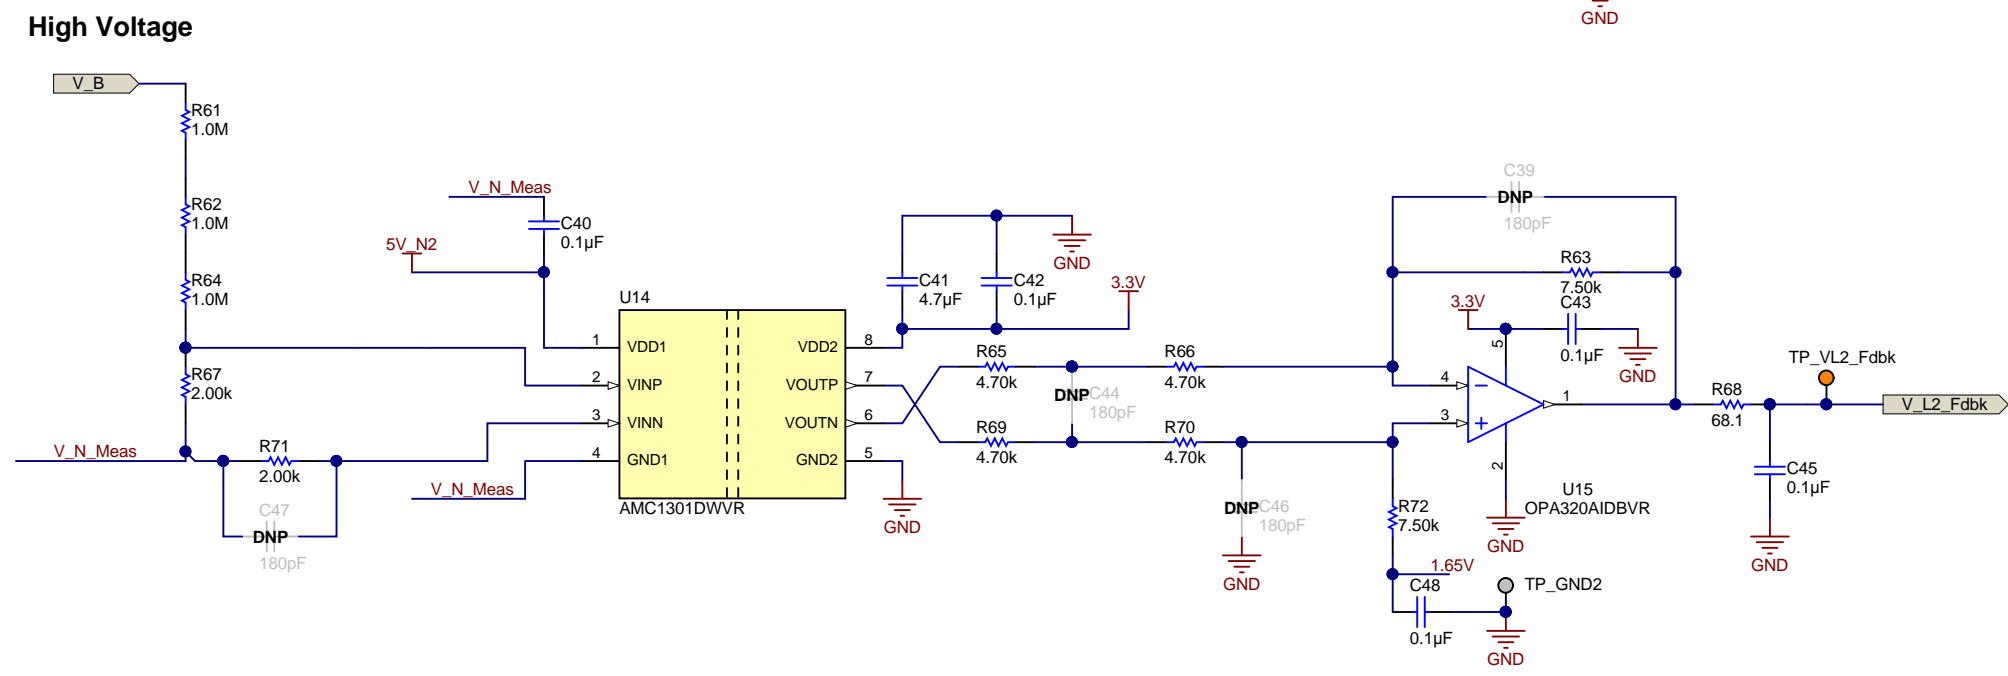 GND
High Voltage
V_B
R61
1.0M
R62
1.0M
R64
1.0M
R67
2.00k
V_N_Meas
R71
2.00k
C47
DNP
180pF
V_N_Meas
C40
0.1µF
5V_N2
V_N_Meas
U14
1
VDD1
2
VINP
3
VINN
4
GND1
VDD2
8
VOUTP
7
VOUTN
6
GND2
5
AMC1301DWVR
GND
C41
4.7µF
C42
0.1µF
GND
3.3V
R65
4.70k
R66
4.70k
DNP
C44
180pF
R69
4.70k
R70
4.70k
DNP
C46
180pF
GND
C39
DNP
180pF
R63
7.50k
3.3V
C43
0.1µF
GND
5
4
3
1
2
U15
OPA320AIDBVR
GND
R72
7.50k
1.65V
C48
0.1µF
TP_GND2
GND
R68
68.1
TP_VL2_Fdbk
V_L2_Fdbk
C45
0.1µF
GND